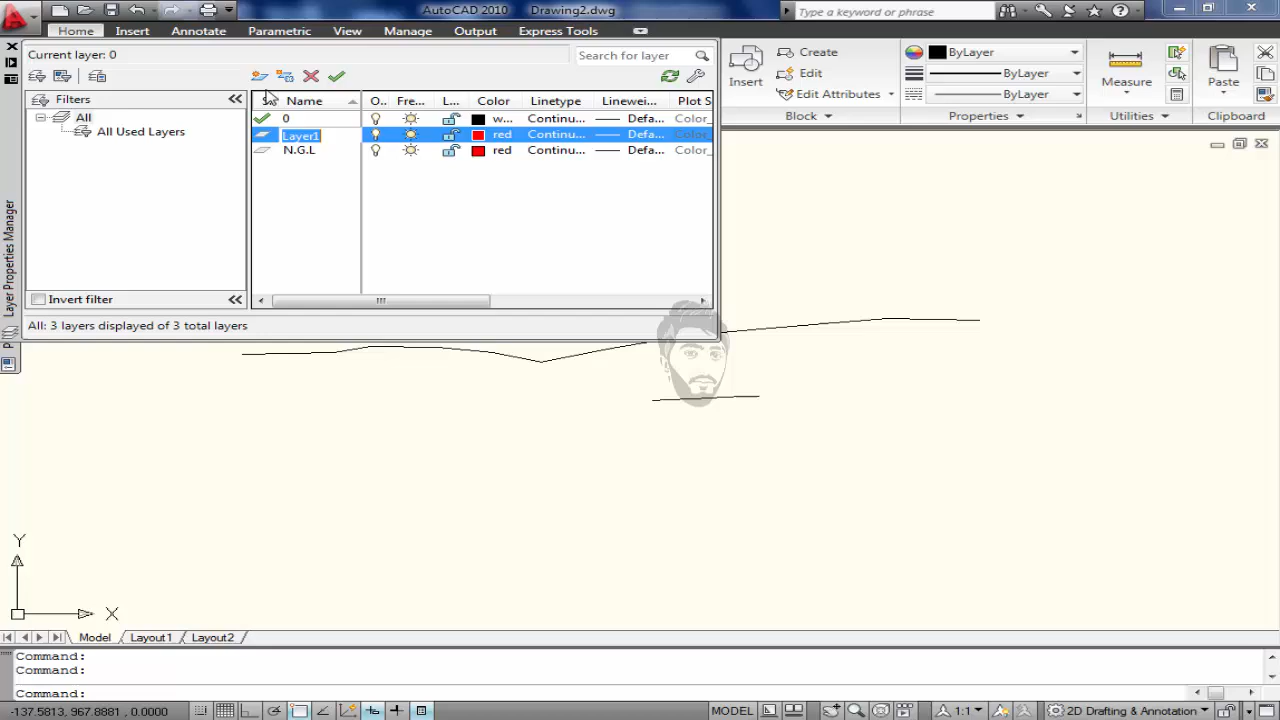 AutoCAD 2010 Drawing2.dwg
Type a keyword or phrase
Home Insert Annotate Parametric View Manage Output Express Tools
Current layer: 0
Search for layer
Filters
All
All Used Layers
Invert filter
Name O.. Fre... L... Color Linetype Linewei... Plot S
0 w... Continu... Defa... Color_
Layer1 red Continu... Defa... Color_
N.G.L red Continu... Defa... Color_
All: 3 layers displayed of 3 total layers
Layer Properties Manager
Insert
Create
Edit
Edit Attributes
Block
ByLayer
ByLayer
ByLayer
Properties
Measure
Utilities
Paste
Clipboard
Y
X
Model Layout1 Layout2
Command:
Command:
Command:
-137.5813, 967.8881 , 0.0000
MODEL
1:1
2D Drafting & Annotation